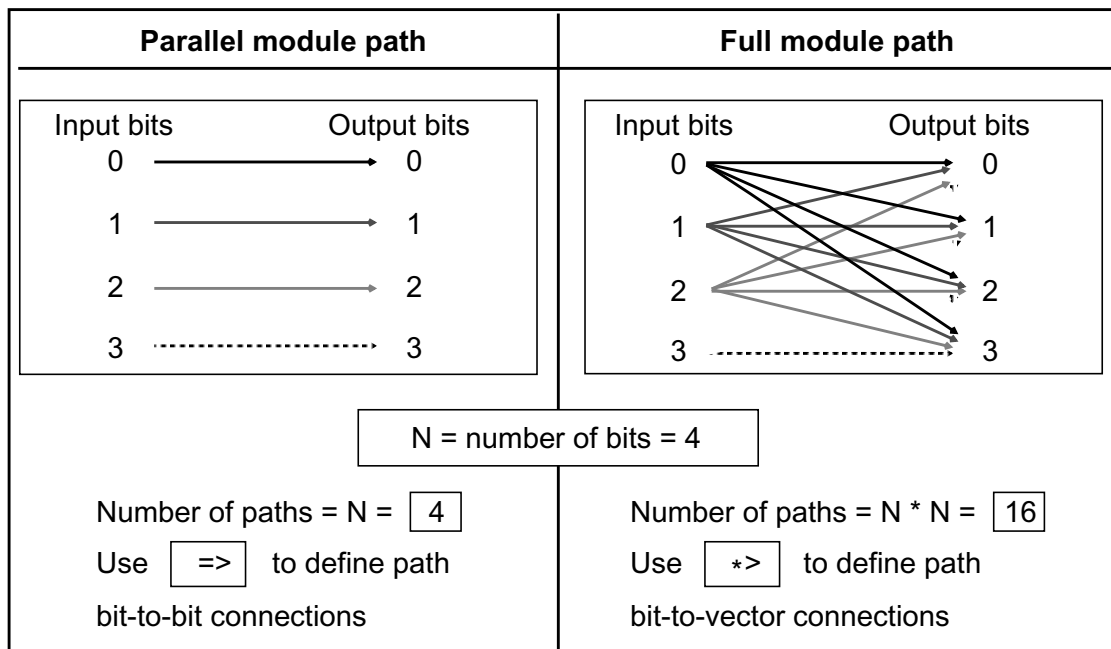 Parallel module path
Full module path
Input bits Output bits
0 0
1 1
2 2
3 3
Input bits Output bits
0 0
1 1
2 2
3 3
N = number of bits = 4
Number of paths = N = 4
Use => to define path
bit-to-bit connections
Number of paths = N * N = 16
Use *> to define path
bit-to-vector connections